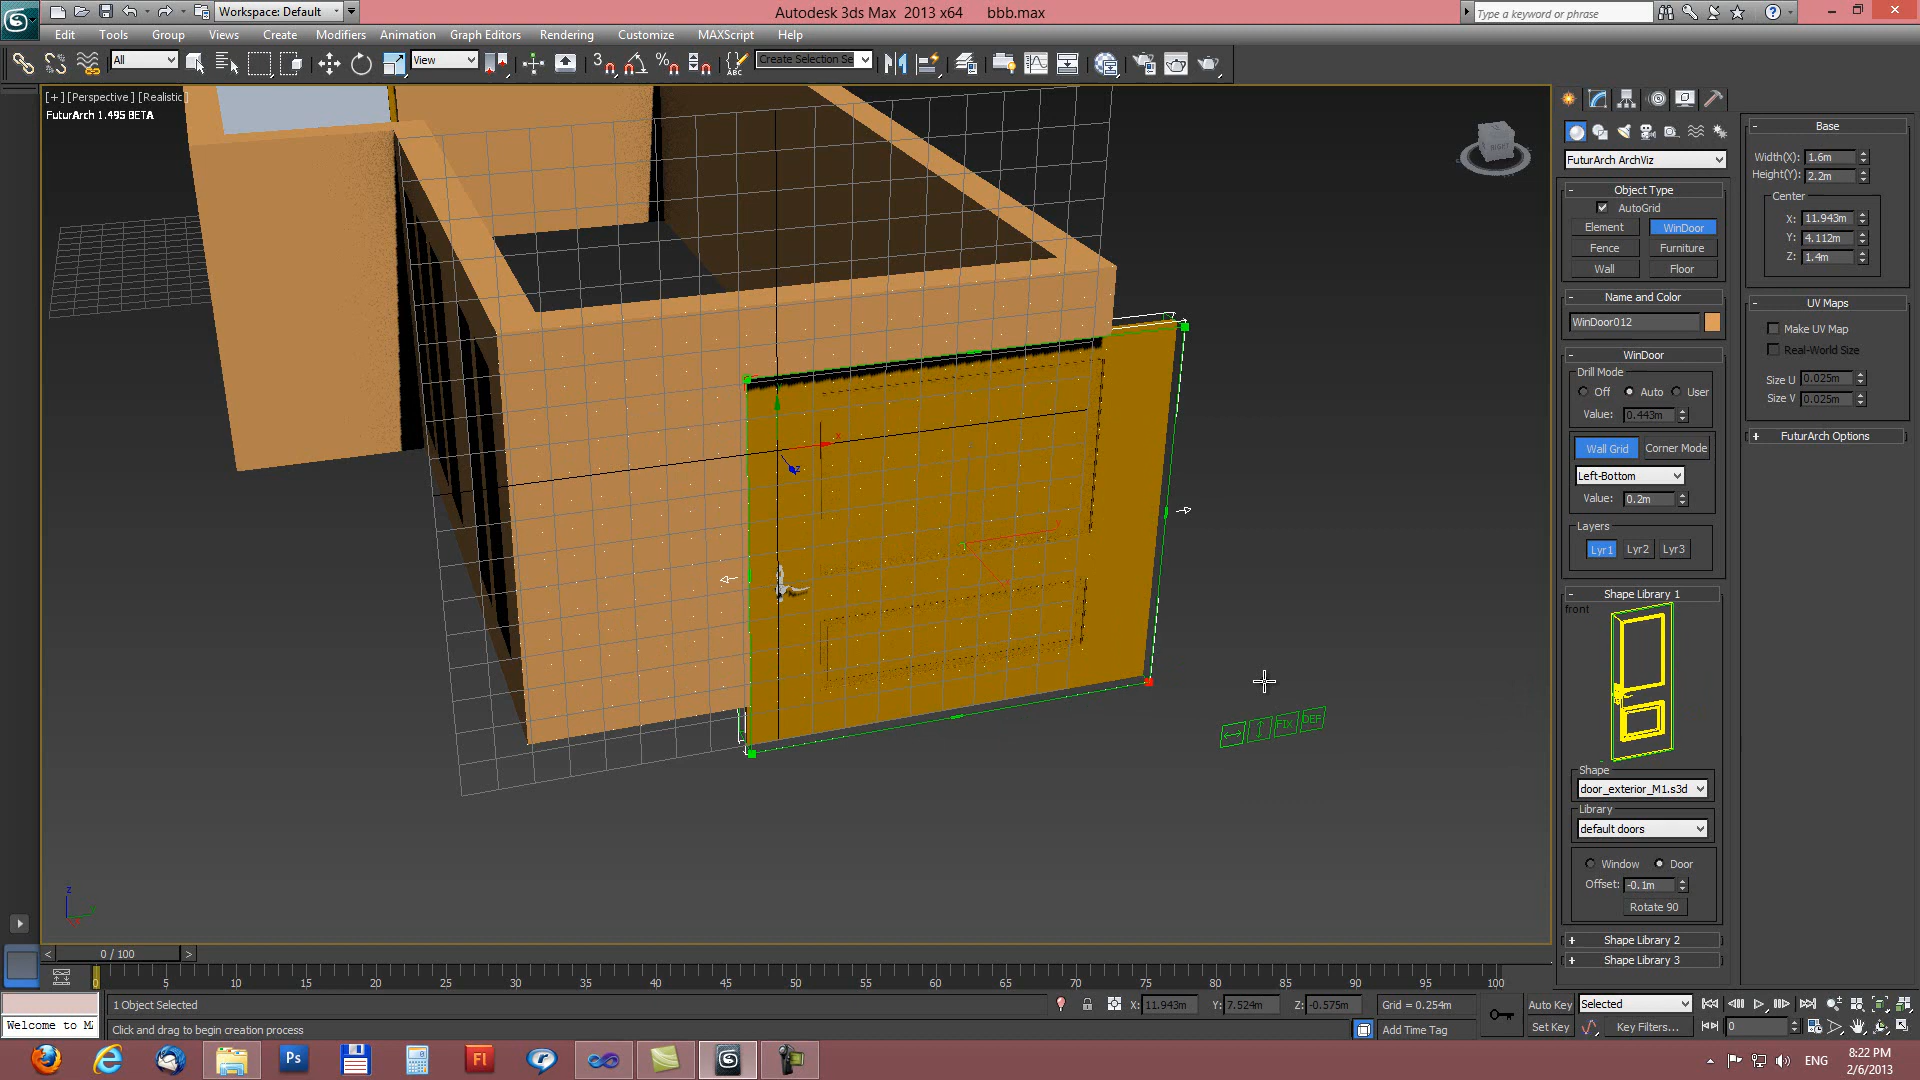 Workspace: Default
Autodesk 3ds Max 2013 x64 bbb.max
Type a keyword or phrase
Edit Tools Group Views Create Modifiers Animation Graph Editors Rendering Customize MAXScript Help
All
View
Create Selection Se
[+] [Perspective] [Realistic]
FuturArch 1.495 BETA
RIGHT
FuturArch ArchViz
- Object Type
AutoGrid
Element WinDoor
Fence Furniture
Wall Floor
- Name and Color
WinDoor012
- WinDoor
Drill Mode
Off Auto User
Value: 0.443m
Wall Grid Corner Mode
Left-Bottom
Value: 0.2m
Layers
Lyr1 Lyr2 Lyr3
- Shape Library 1
front
Shape
door_exterior_M1.s3d
Library
default doors
Window Door
Offset: -0.1m
Rotate 90
+ Shape Library 2
+ Shape Library 3
- Base
Width(X): 1.6m
Height(Y): 2.2m
Center
X: 11.943m
Y: 4.112m
Z: 1.4m
- UV Maps
Make UV Map
Real-World Size
Size U 0.025m
Size V 0.025m
+ FuturArch Options
FIX DEF
z
< 0 / 100 >
0 5 10 15 20 25 30 35 40 45 50 55 60 65 70 75 80 85 90 95 100
1 Object Selected
X: 11.943m Y: 7.524m Z: -0.575m Grid = 0.254m
Auto Key Selected
Welcome to M
Click and drag to begin creation process
Add Time Tag
Set Key Key Filters... 0
Ps
Fl
ENG
8:22 PM
2/6/2013